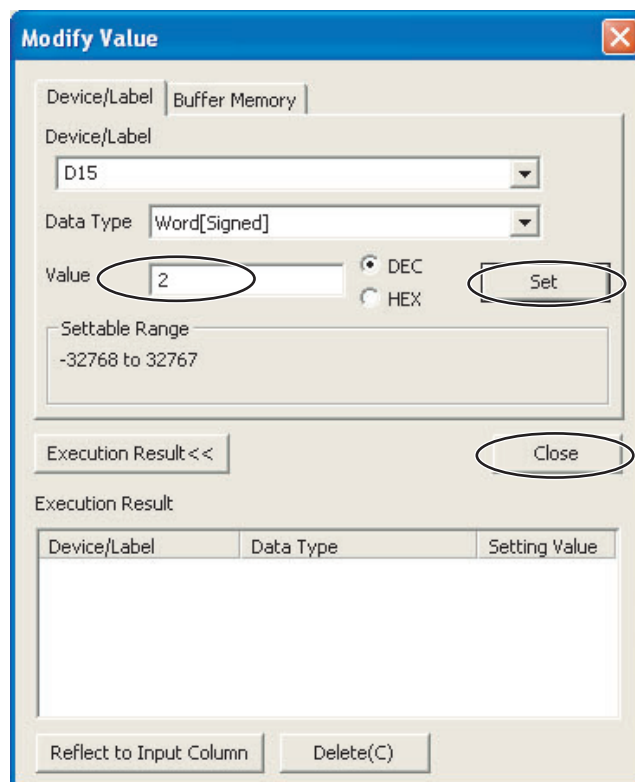 Modify Value
Device/Label Buffer Memory
Device/Label
D15
Data Type Word[Signed]
Value 2 DEC Set
HEX
Settable Range
-32768 to 32767
Execution Result<< Close
Execution Result
Device/Label Data Type Setting Value
Reflect to Input Column Delete(C)